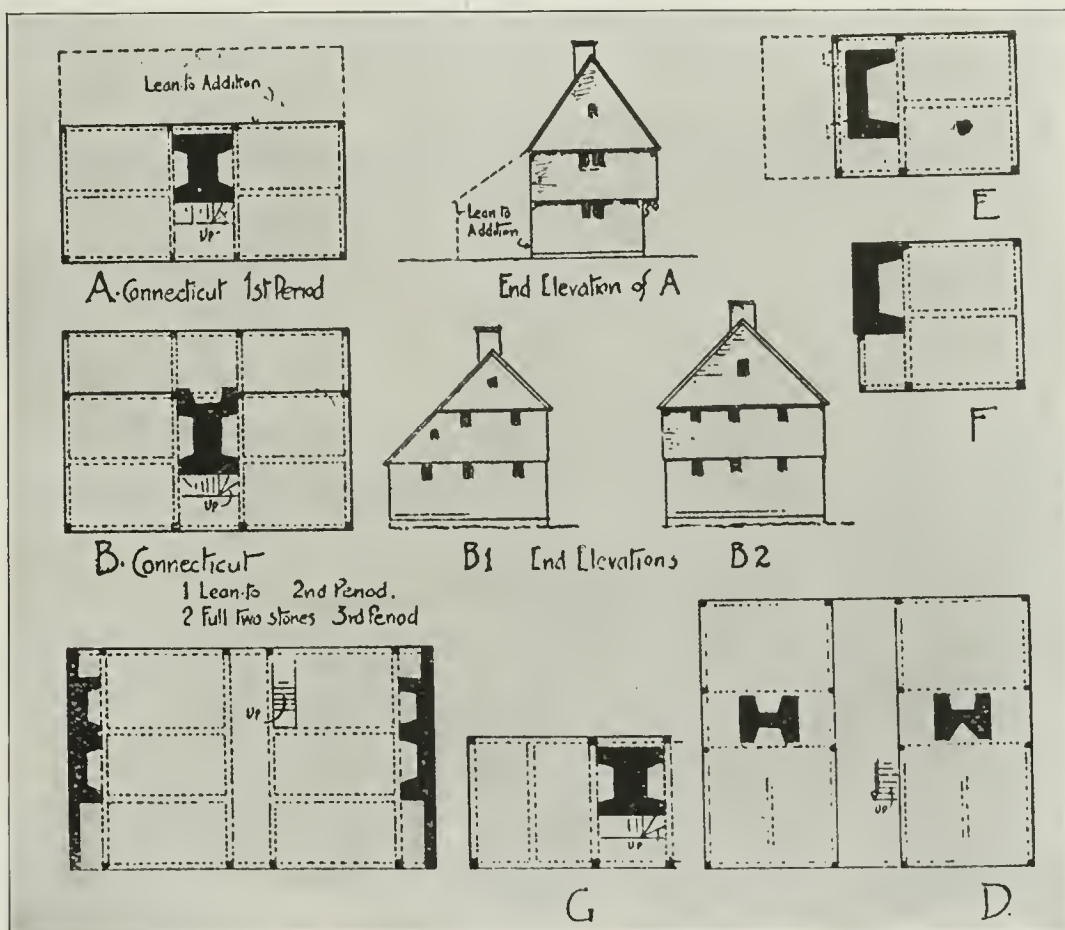 Lean-to Addition
UP
A. Connecticut 1st Period
Lean to
Addition
End Elevation of A
E
F
UP
B. Connecticut
1 Lean-to 2nd Period.
2 Full Two stories 3rd Period
B1 End Elevations B2
UP
UP
G
UP
D.